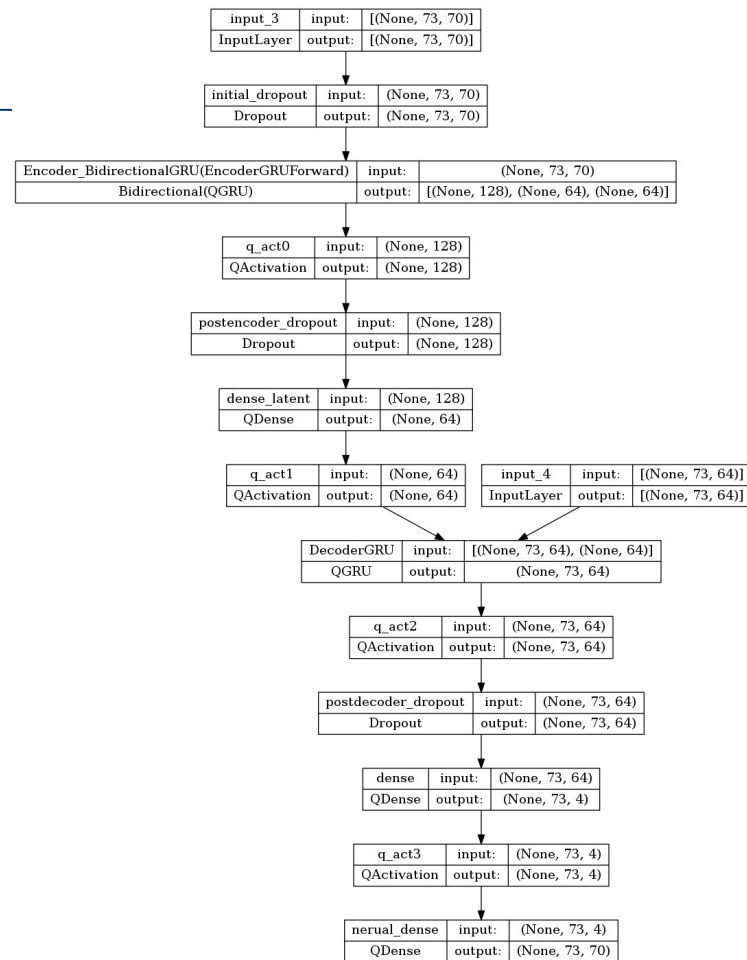 input_3 input: [(None, 73, 70)]
InputLayer output: [(None, 73, 70)]
initial_dropout input: (None, 73, 70)
Dropout output: (None, 73, 70)
Encoder_BidirectionalGRU(EncoderGRUForward) input: (None, 73, 70)
Bidirectional(QGRU) output: [(None, 128), (None, 64), (None, 64)]
q_act0 input: (None, 128)
QActivation output: (None, 128)
postencoder_dropout input: (None, 128)
Dropout output: (None, 128)
dense_latent input: (None, 128)
QDense output: (None, 64)
q_act1 input: (None, 64) input_4 input: [(None, 73, 64)]
QActivation output: (None, 64) InputLayer output: [(None, 73, 64)]
DecoderGRU input: [(None, 73, 64), (None, 64)]
QGRU output: (None, 73, 64)
q_act2 input: (None, 73, 64)
QActivation output: (None, 73, 64)
postdecoder_dropout input: (None, 73, 64)
Dropout output: (None, 73, 64)
dense input: (None, 73, 64)
QDense output: (None, 73, 4)
q_act3 input: (None, 73, 4)
QActivation output: (None, 73, 4)
nerual_dense input: (None, 73, 4)
QDense output: (None, 73, 70)